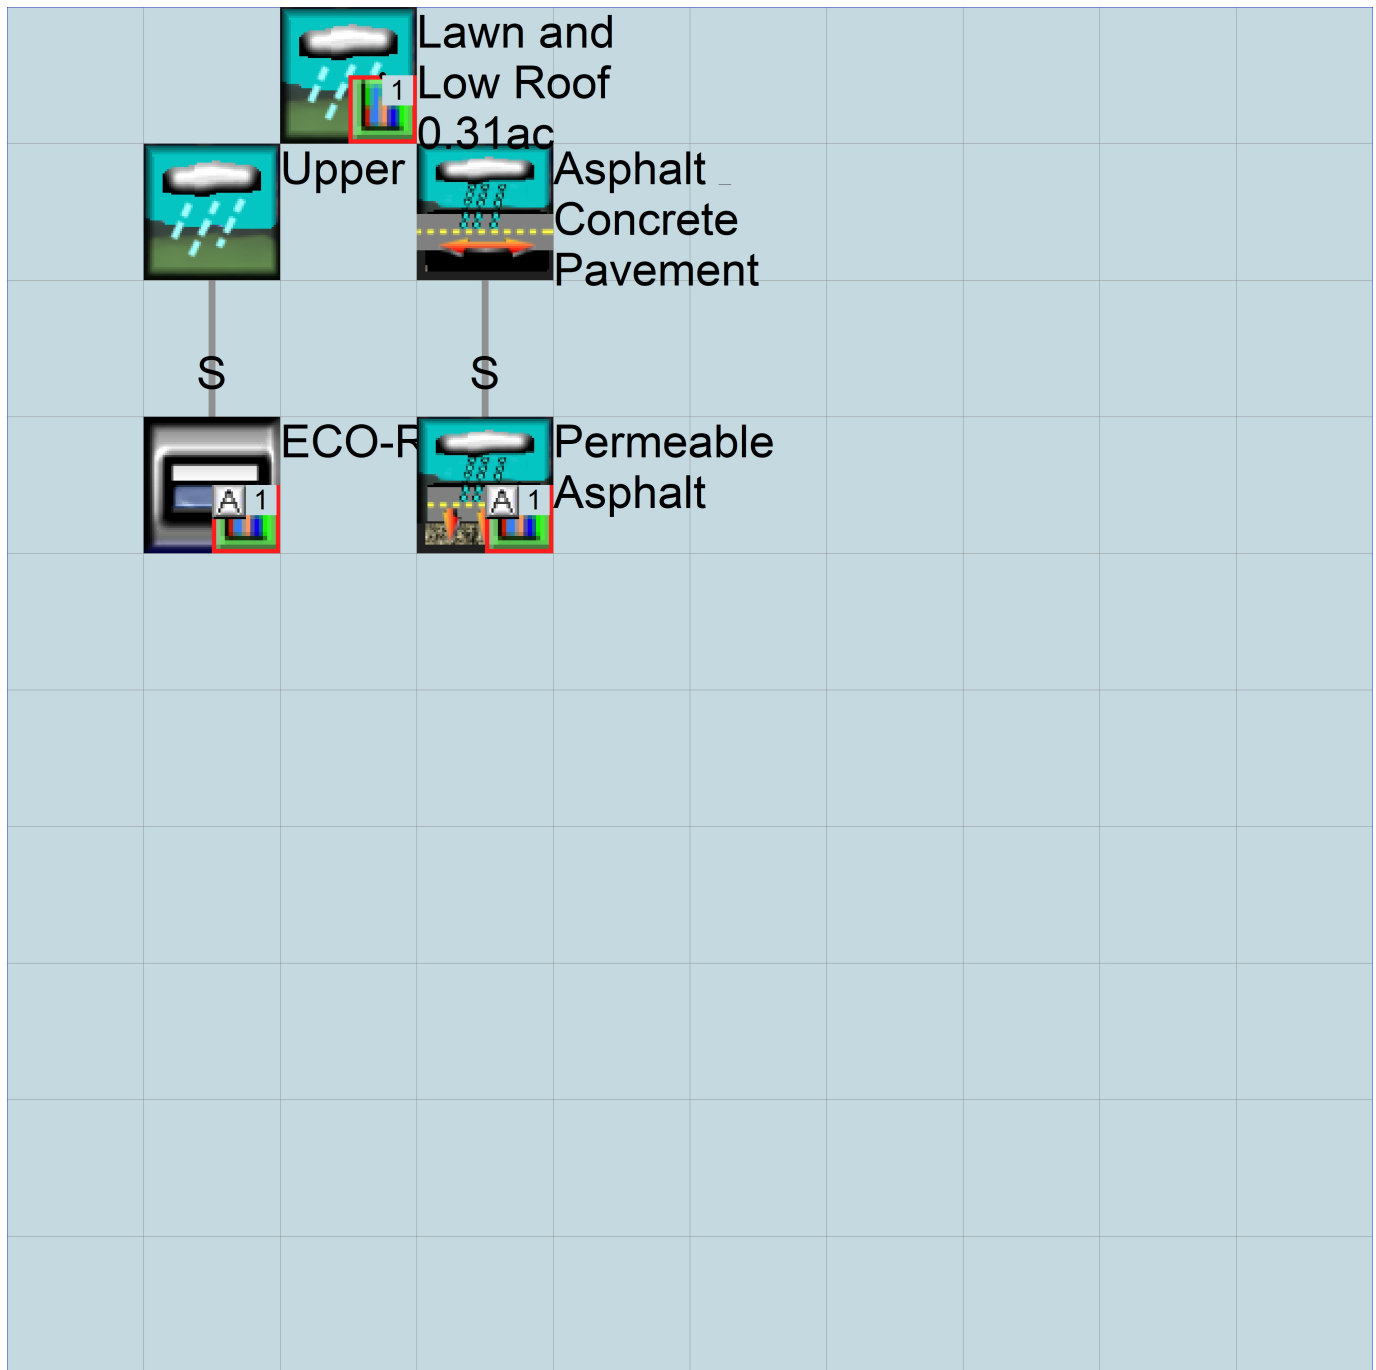 Lawn and
Low Roof
0.31ac
1
Upper
Asphalt
Concrete
Pavement
S
S
ECO-R
A 1
Permeable
Asphalt
A 1